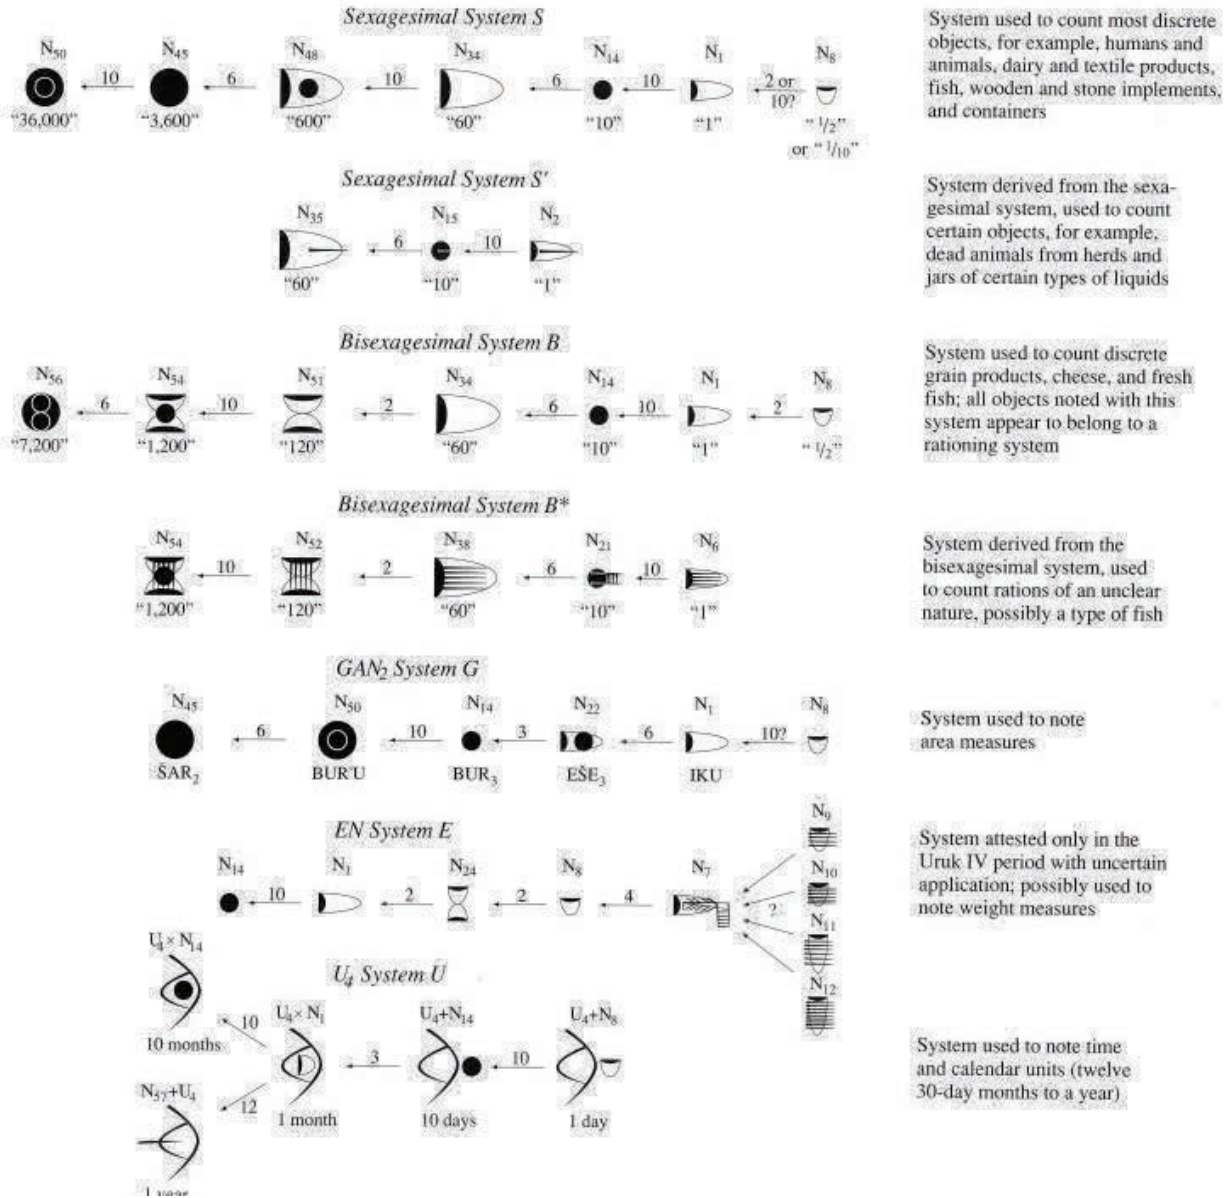 Sexagesimal System S
N50 N45 N48 N34 N14 N1 N8
10 6 10 6 10 2 or 10?
“36,000” “3,600” “600” “60” “10” “1” “1/2” or “1/10”
System used to count most discrete
objects, for example, humans and
animals, dairy and textile products,
fish, wooden and stone implements,
and containers
Sexagesimal System S'
N35 N15 N2
6 10
“60” “10” “1”
System derived from the sexa-
gesimal system, used to count
certain objects, for example,
dead animals from herds and
jars of certain types of liquids
Bisexagesimal System B
N56 N54 N51 N34 N14 N1 N8
6 10 2 6 10 2
“7,200” “1,200” “120” “60” “10” “1” “1/2”
System used to count discrete
grain products, cheese, and fresh
fish; all objects noted with this
system appear to belong to a
rationing system
Bisexagesimal System B*
N54 N52 N38 N21 N6
10 2 6 10
“1,200” “120” “60” “10” “1”
System derived from the
bisexagesimal system, used
to count rations of an unclear
nature, possibly a type of fish
GAN2 System G
N45 N50 N14 N22 N1 N8
6 10 3 6 10?
ŠAR2 BUR'U BUR3 EŠE3 IKU
System used to note
area measures
EN System E
N14 N1 N24 N8 N7
10 2 2 4 ?
N9
N10
N11
N12
System attested only in the
Uruk IV period with uncertain
application; possibly used to
note weight measures
U4 System U
U4×N14
10 months
U4×N1 U4+N14 U4+N8
10 3 10
12
1 month 10 days 1 day
N57+U4
1 year
System used to note time
and calendar units (twelve
30-day months to a year)